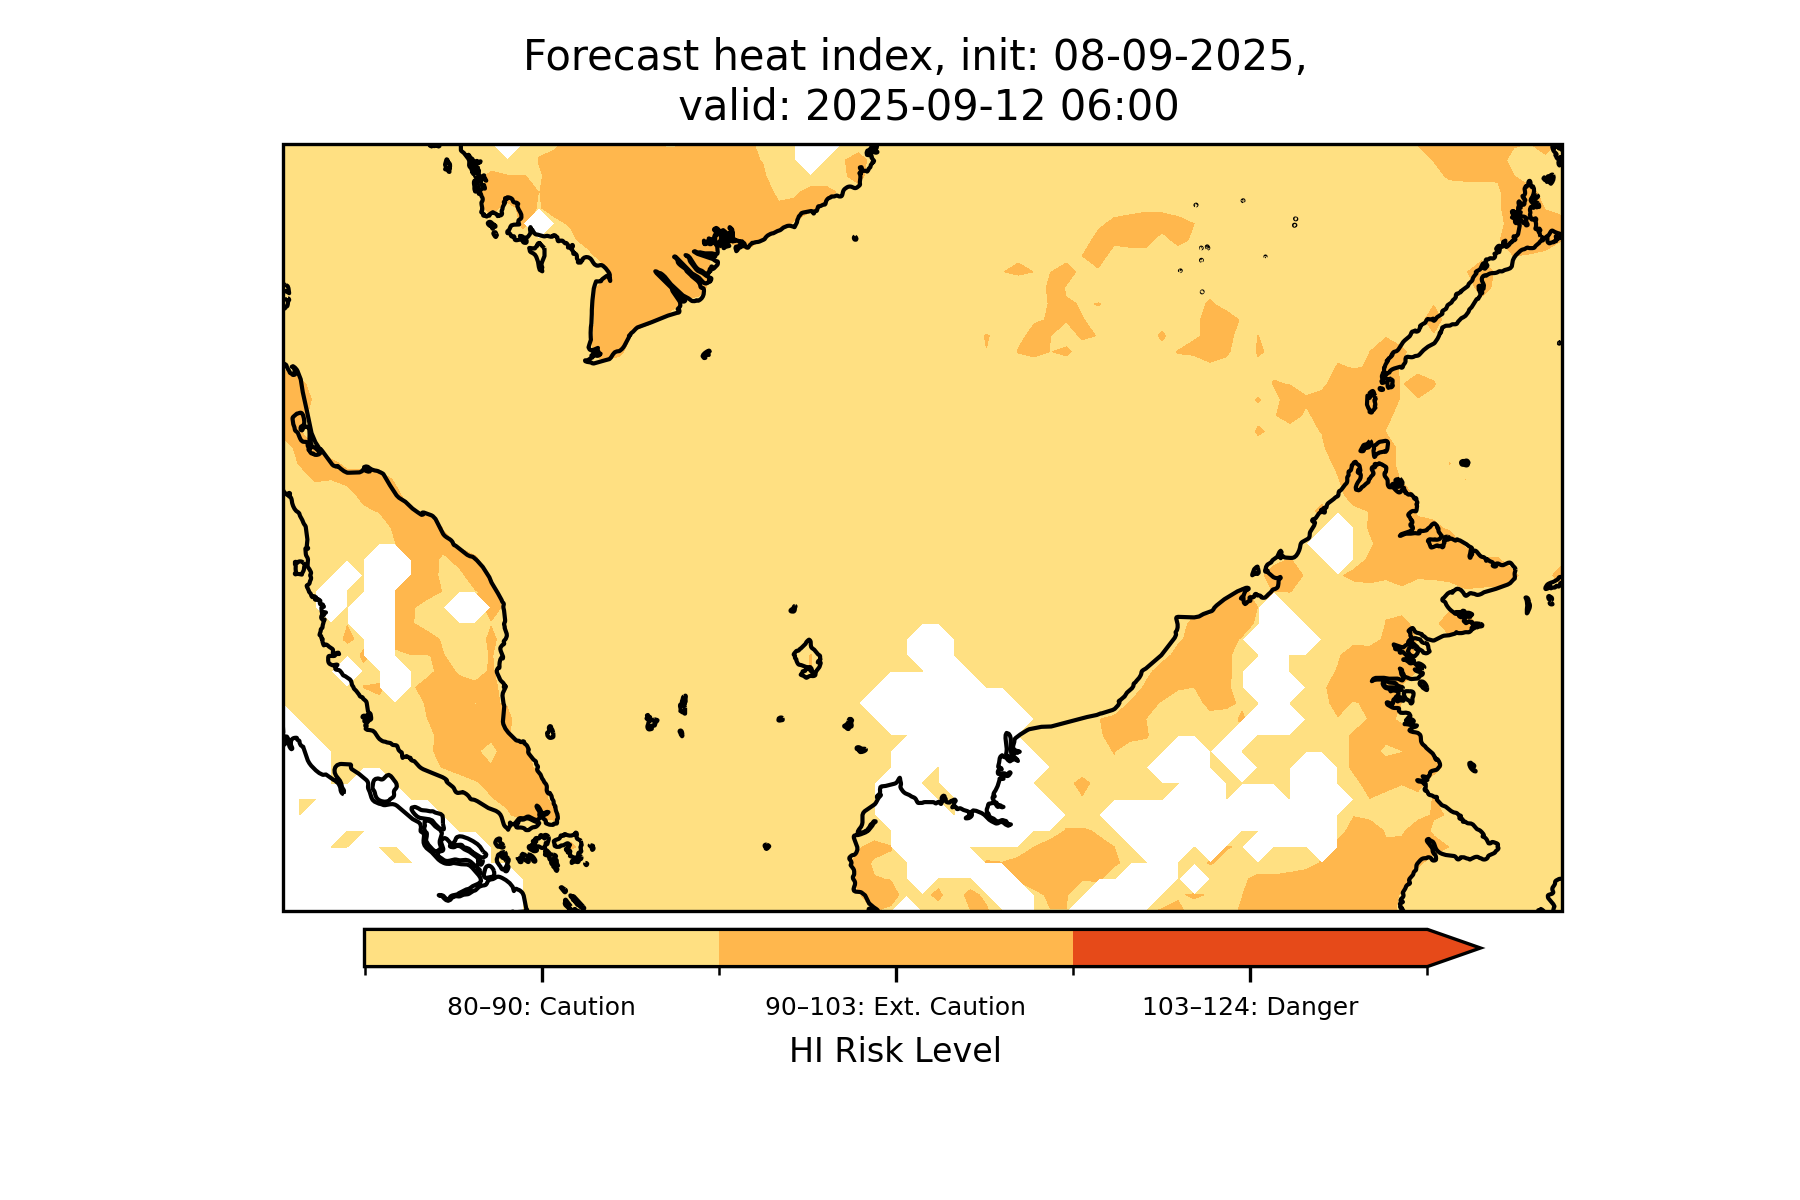 Forecast heat index, init: 08-09-2025,
valid: 2025-09-12 06:00
80–90: Caution
90–103: Ext. Caution
103–124: Danger
HI Risk Level